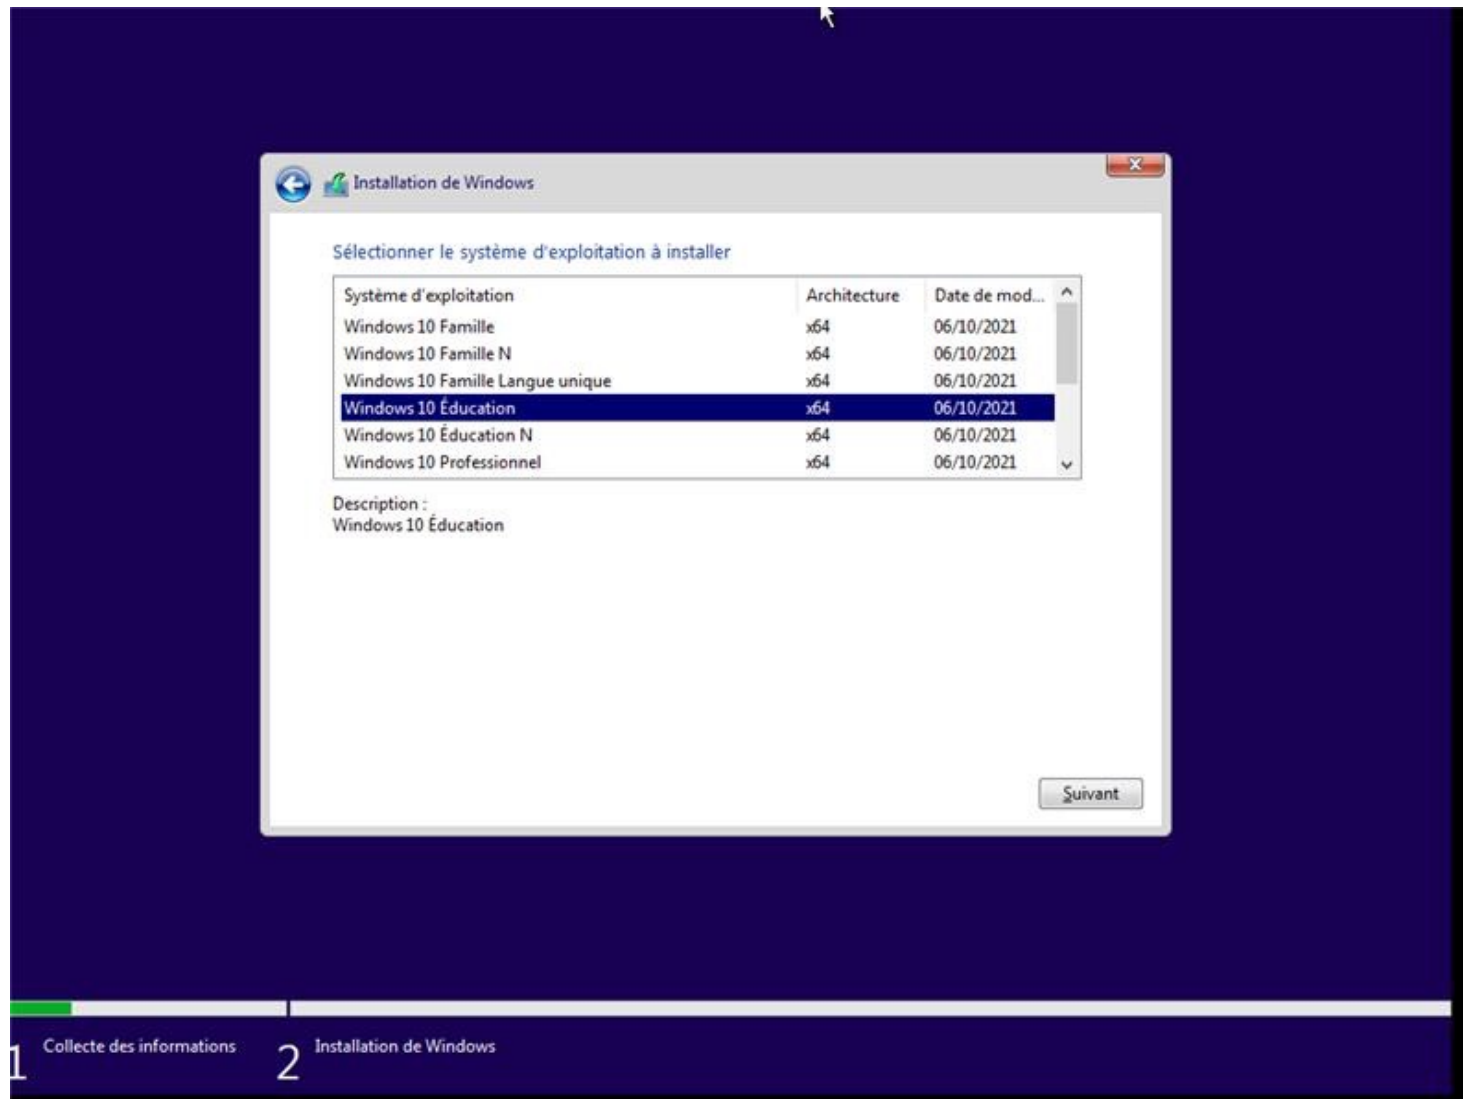 Installation de Windows
Sélectionner le système d'exploitation à installer
Système d'exploitation Architecture Date de mod...
Windows 10 Famille x64 06/10/2021
Windows 10 Famille N x64 06/10/2021
Windows 10 Famille Langue unique x64 06/10/2021
Windows 10 Éducation x64 06/10/2021
Windows 10 Éducation N x64 06/10/2021
Windows 10 Professionnel x64 06/10/2021
Description :
Windows 10 Éducation
Suivant
1 Collecte des informations 2 Installation de Windows